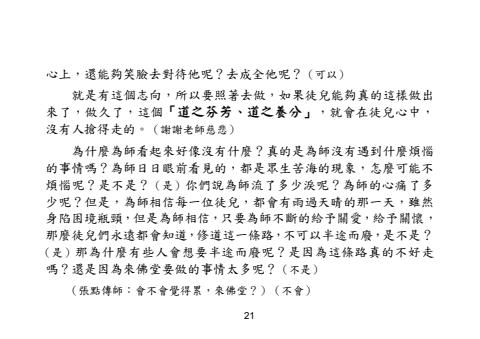 心上，還能夠笑臉去對待他呢？去成全他呢？（可以）
就是有這個志向，所以要照著去做，如果徒兒能夠真的這樣做出
來了，做久了，這個「道之芬芳、道之養分」，就會在徒兒心中，
沒有人搶得走的。（謝謝老師慈悲）
為什麼為師看起來好像沒有什麼？真的是為師沒有遇到什麼煩惱
的事情嗎？為師日日眼前看見的，都是眾生苦海的現象，怎麼可能不
煩惱呢？是不是？（是）你們說為師流了多少淚呢？為師的心痛了多
少呢？但是，為師相信每一位徒兒，都會有雨過天晴的那一天，雖然
身陷困境瓶頸，但是為師相信，只要為師不斷的給予關愛，給予關懷，
那麼徒兒們永遠都會知道，修道這一條路，不可以半途而廢，是不是？
（是）那為什麼有些人會想要半途而廢呢？是因為這條路真的不好走
嗎？還是因為來佛堂要做的事情太多呢？（不是）
（張點傳師：會不會覺得累，來佛堂？）（不會）
21